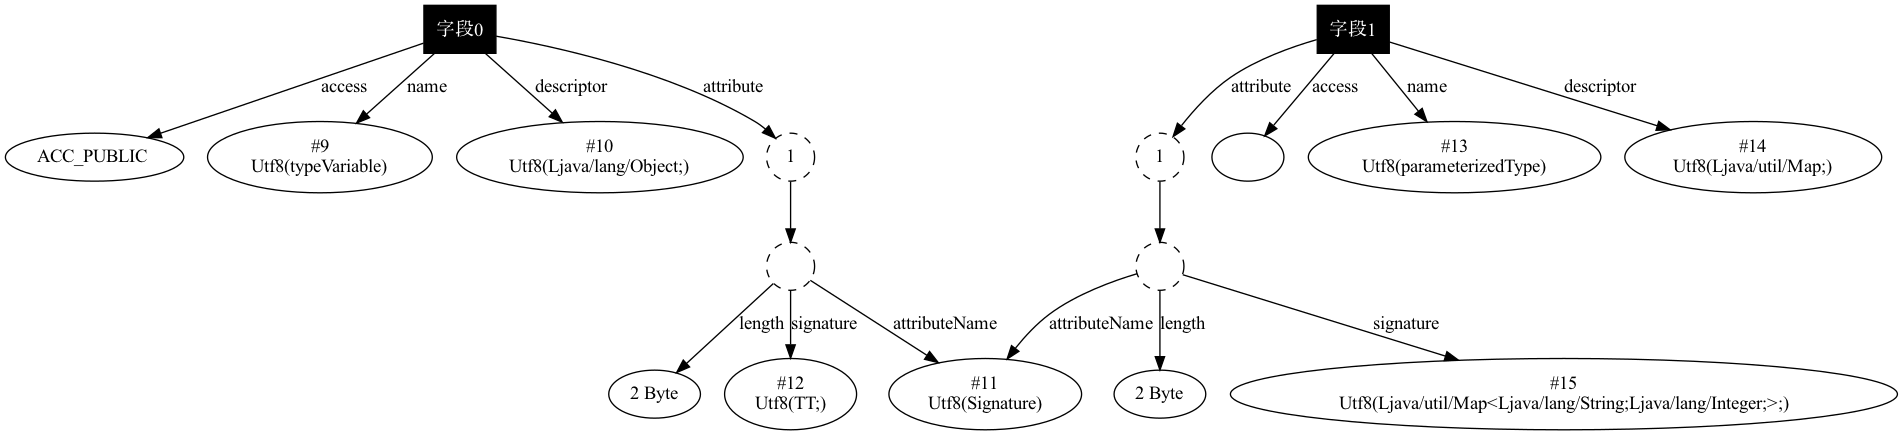 字段0
字段1
access
name
descriptor
attribute
attribute
access
name
descriptor
ACC_PUBLIC
#9
Utf8(typeVariable)
#10
Utf8(Ljava/lang/Object;)
1
1
#13
Utf8(parameterizedType)
#14
Utf8(Ljava/util/Map;)
length
signature
attributeName
attributeName
length
signature
2 Byte
#12
Utf8(TT;)
#11
Utf8(Signature)
2 Byte
#15
Utf8(Ljava/util/Map<Ljava/lang/String;Ljava/lang/Integer;>;)